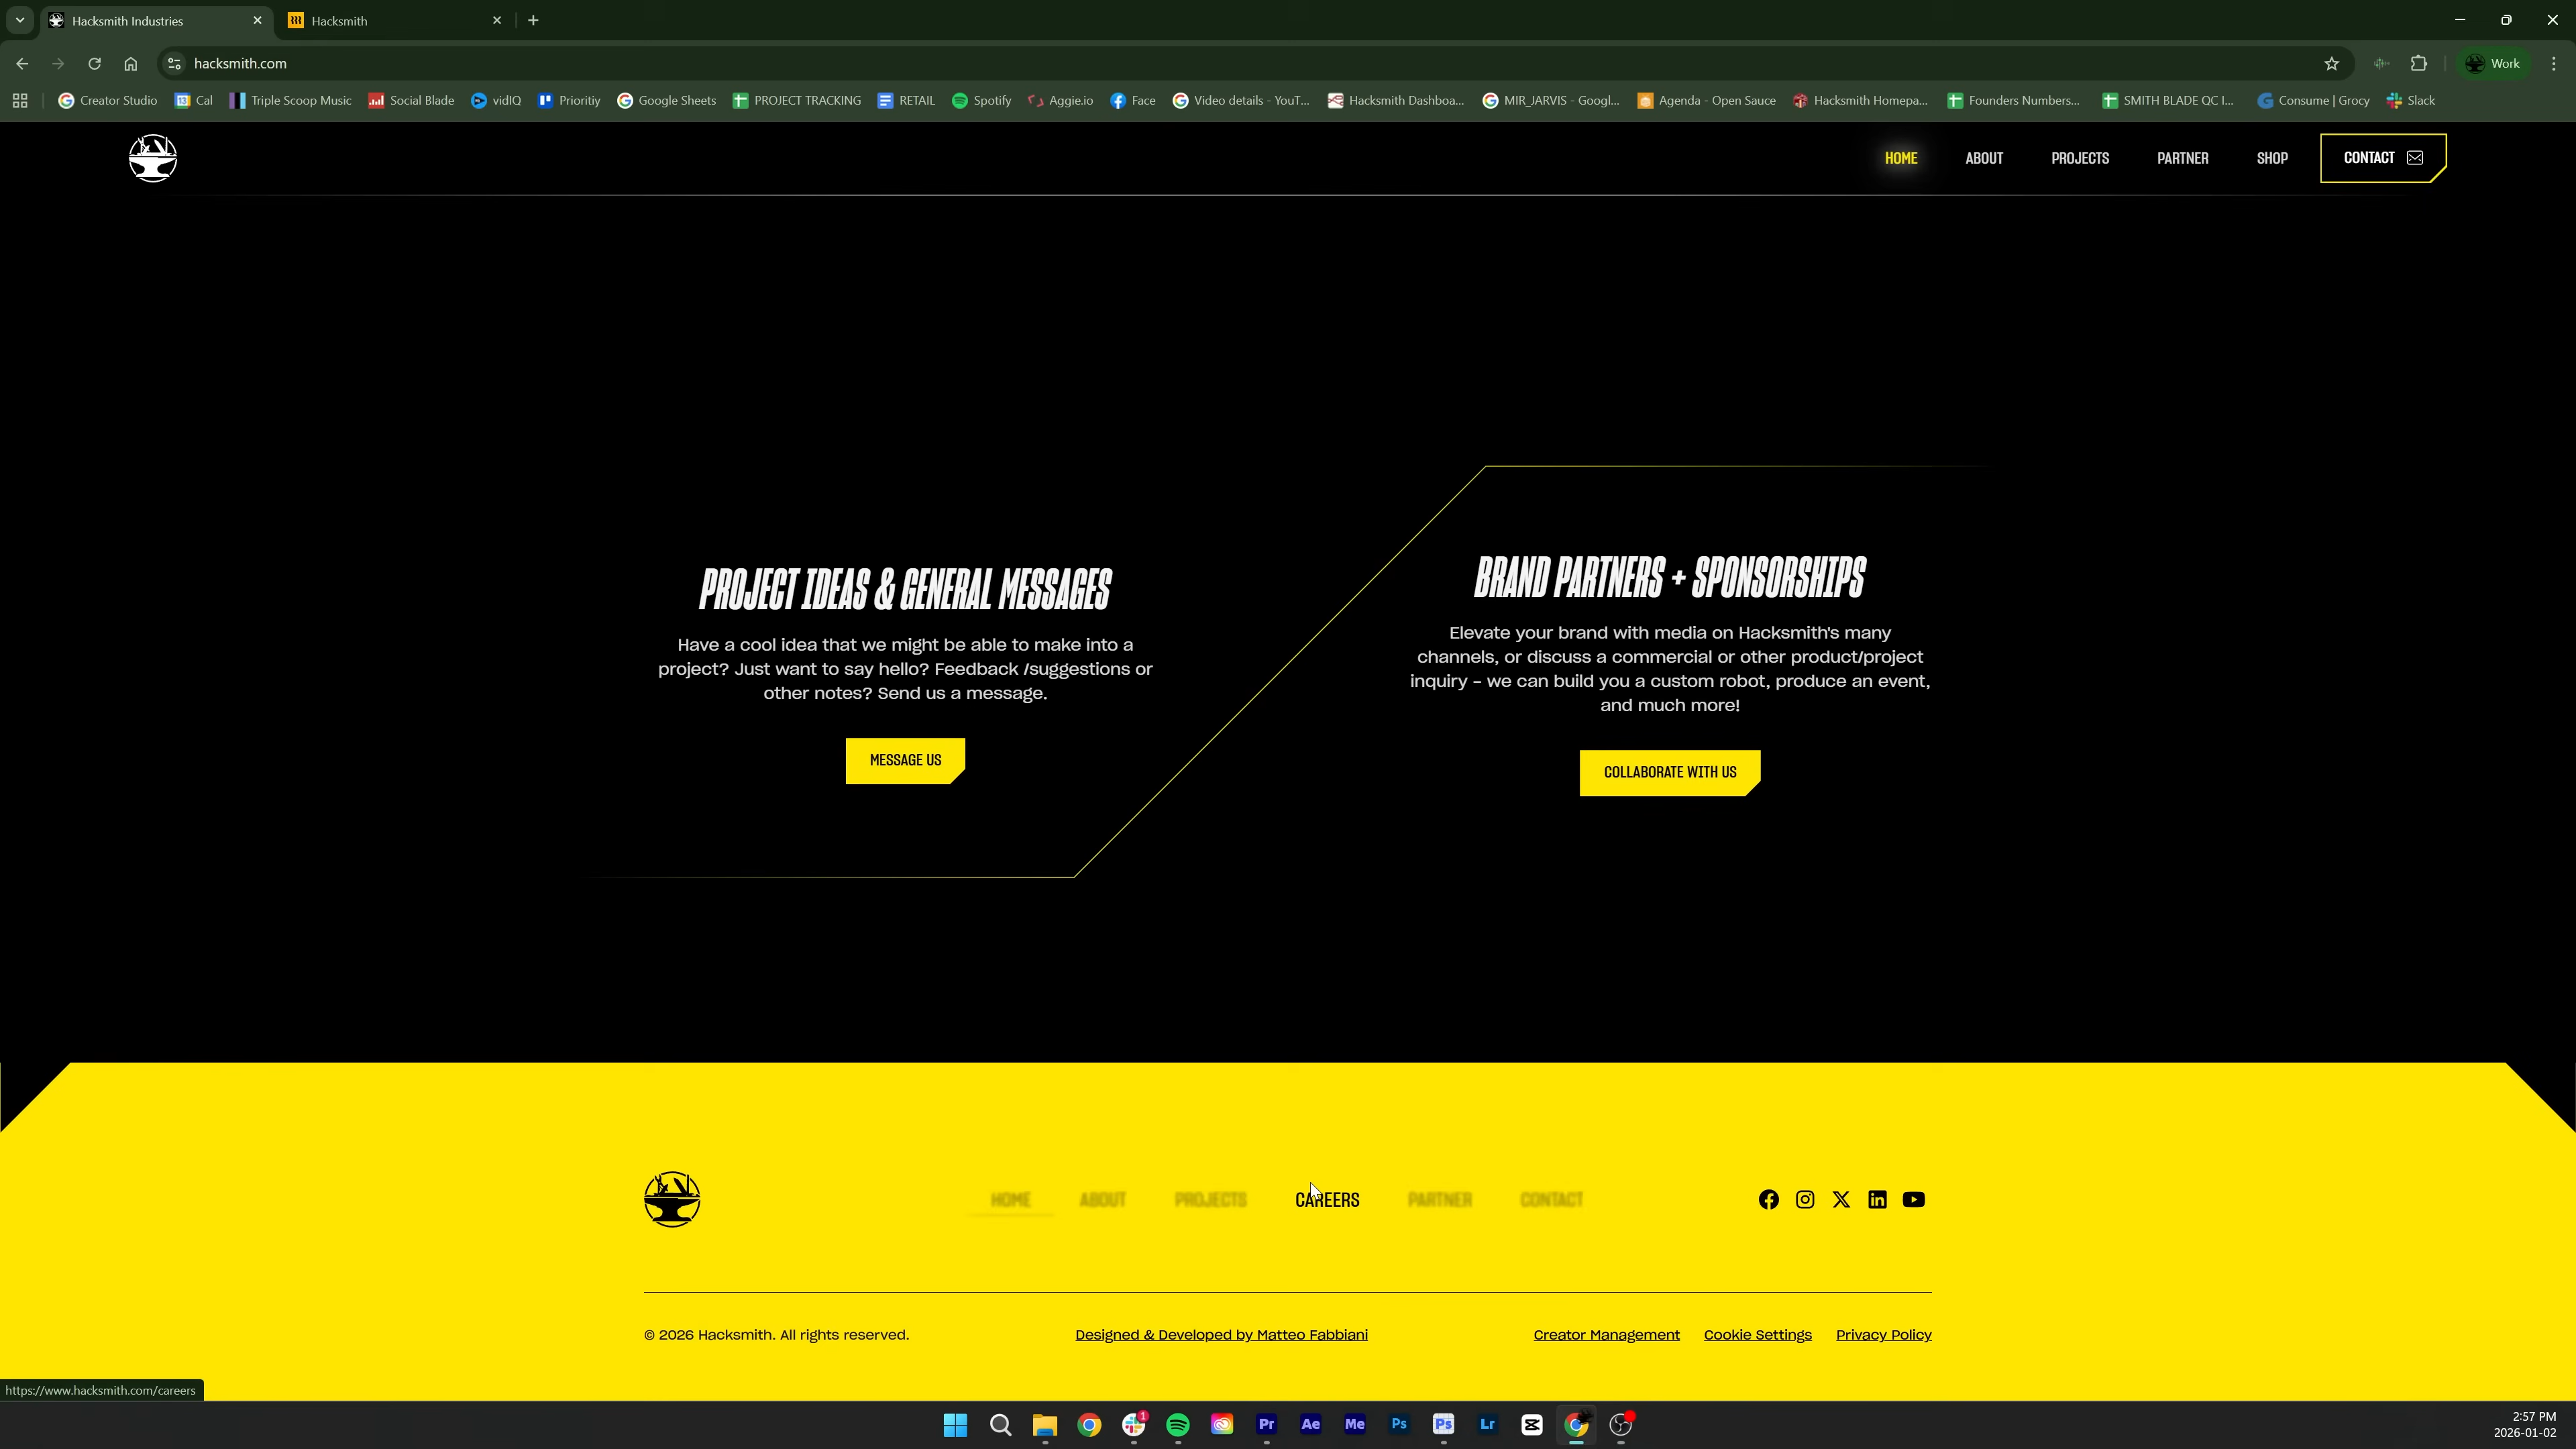 Hacksmith Industries
Hacksmith
hacksmith.com
Work
Creator Studio
Cal
Triple Scoop Music
Social Blade
vidIQ
Prioritiy
Google Sheets
PROJECT TRACKING
RETAIL
Spotify
Aggie.io
Face
Video details - YouT...
Hacksmith Dashboa...
MIR_JARVIS - Googl...
Agenda - Open Sauce
Hacksmith Homepa...
Founders Numbers...
SMITH BLADE QC I...
Consume | Grocy
Slack
HOME
ABOUT
PROJECTS
PARTNER
SHOP
CONTACT
PROJECT IDEAS & GENERAL MESSAGES
Have a cool idea that we might be able to make into a
project? Just want to say hello? Feedback /suggestions or
other notes? Send us a message.
MESSAGE US
BRAND PARTNERS + SPONSORSHIPS
Elevate your brand with media on Hacksmith's many
channels, or discuss a commercial or other product/project
inquiry – we can build you a custom robot, produce an event,
and much more!
COLLABORATE WITH US
HOME
ABOUT
PROJECTS
CAREERS
PARTNER
CONTACT
© 2026 Hacksmith. All rights reserved.
Designed & Developed by Matteo Fabbiani
Creator Management
Cookie Settings
Privacy Policy
https://www.hacksmith.com/careers
1
Pr
Ae
Me
Ps
Ps
Lr
2:57 PM
2026-01-02